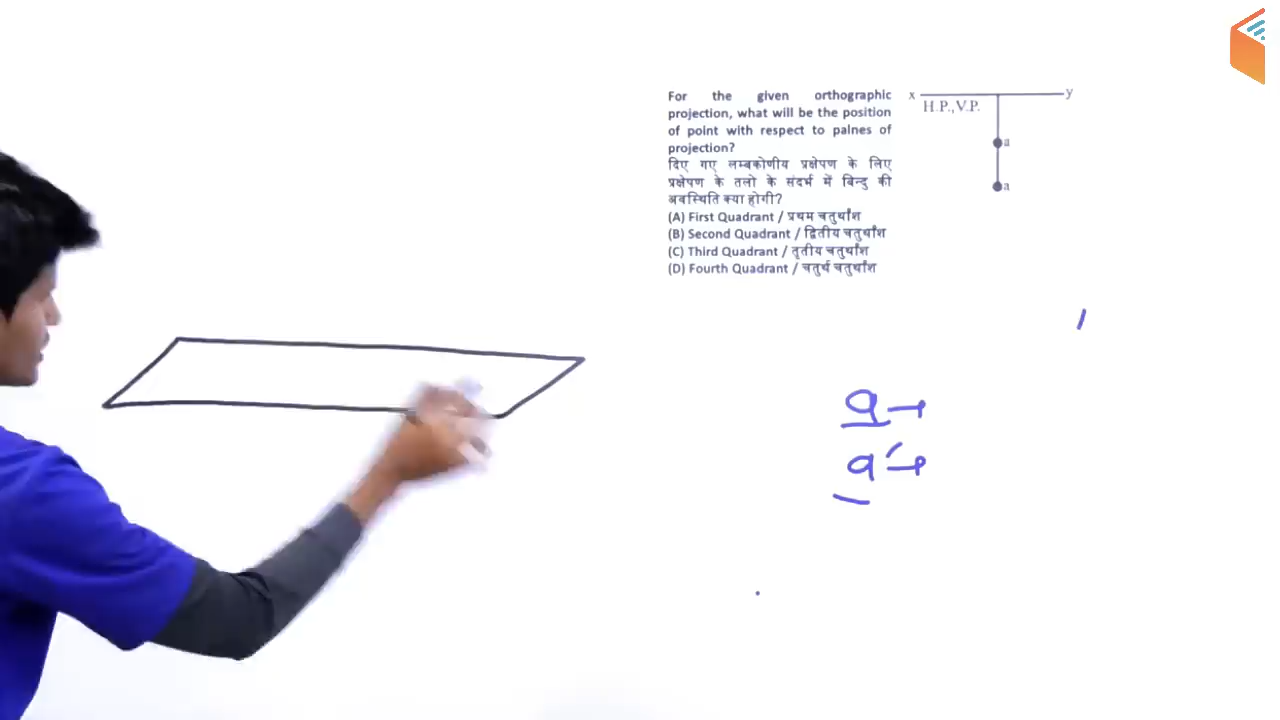 For the given orthographic
projection, what will be the position
of point with respect to palnes of
projection?
दिए गए लम्बकोणीय प्रक्षेपण के लिए
प्रक्षेपण के तलो के संदर्भ में बिन्दु की
अवस्थिति क्या होगी?
(A) First Quadrant / प्रथम चतुर्थांश
(B) Second Quadrant / द्वितीय चतुर्थांश
(C) Third Quadrant / तृतीय चतुर्थांश
(D) Fourth Quadrant / चतुर्थ चतुर्थांश
x y
H.P.,V.P.
a
a
a →
a' →